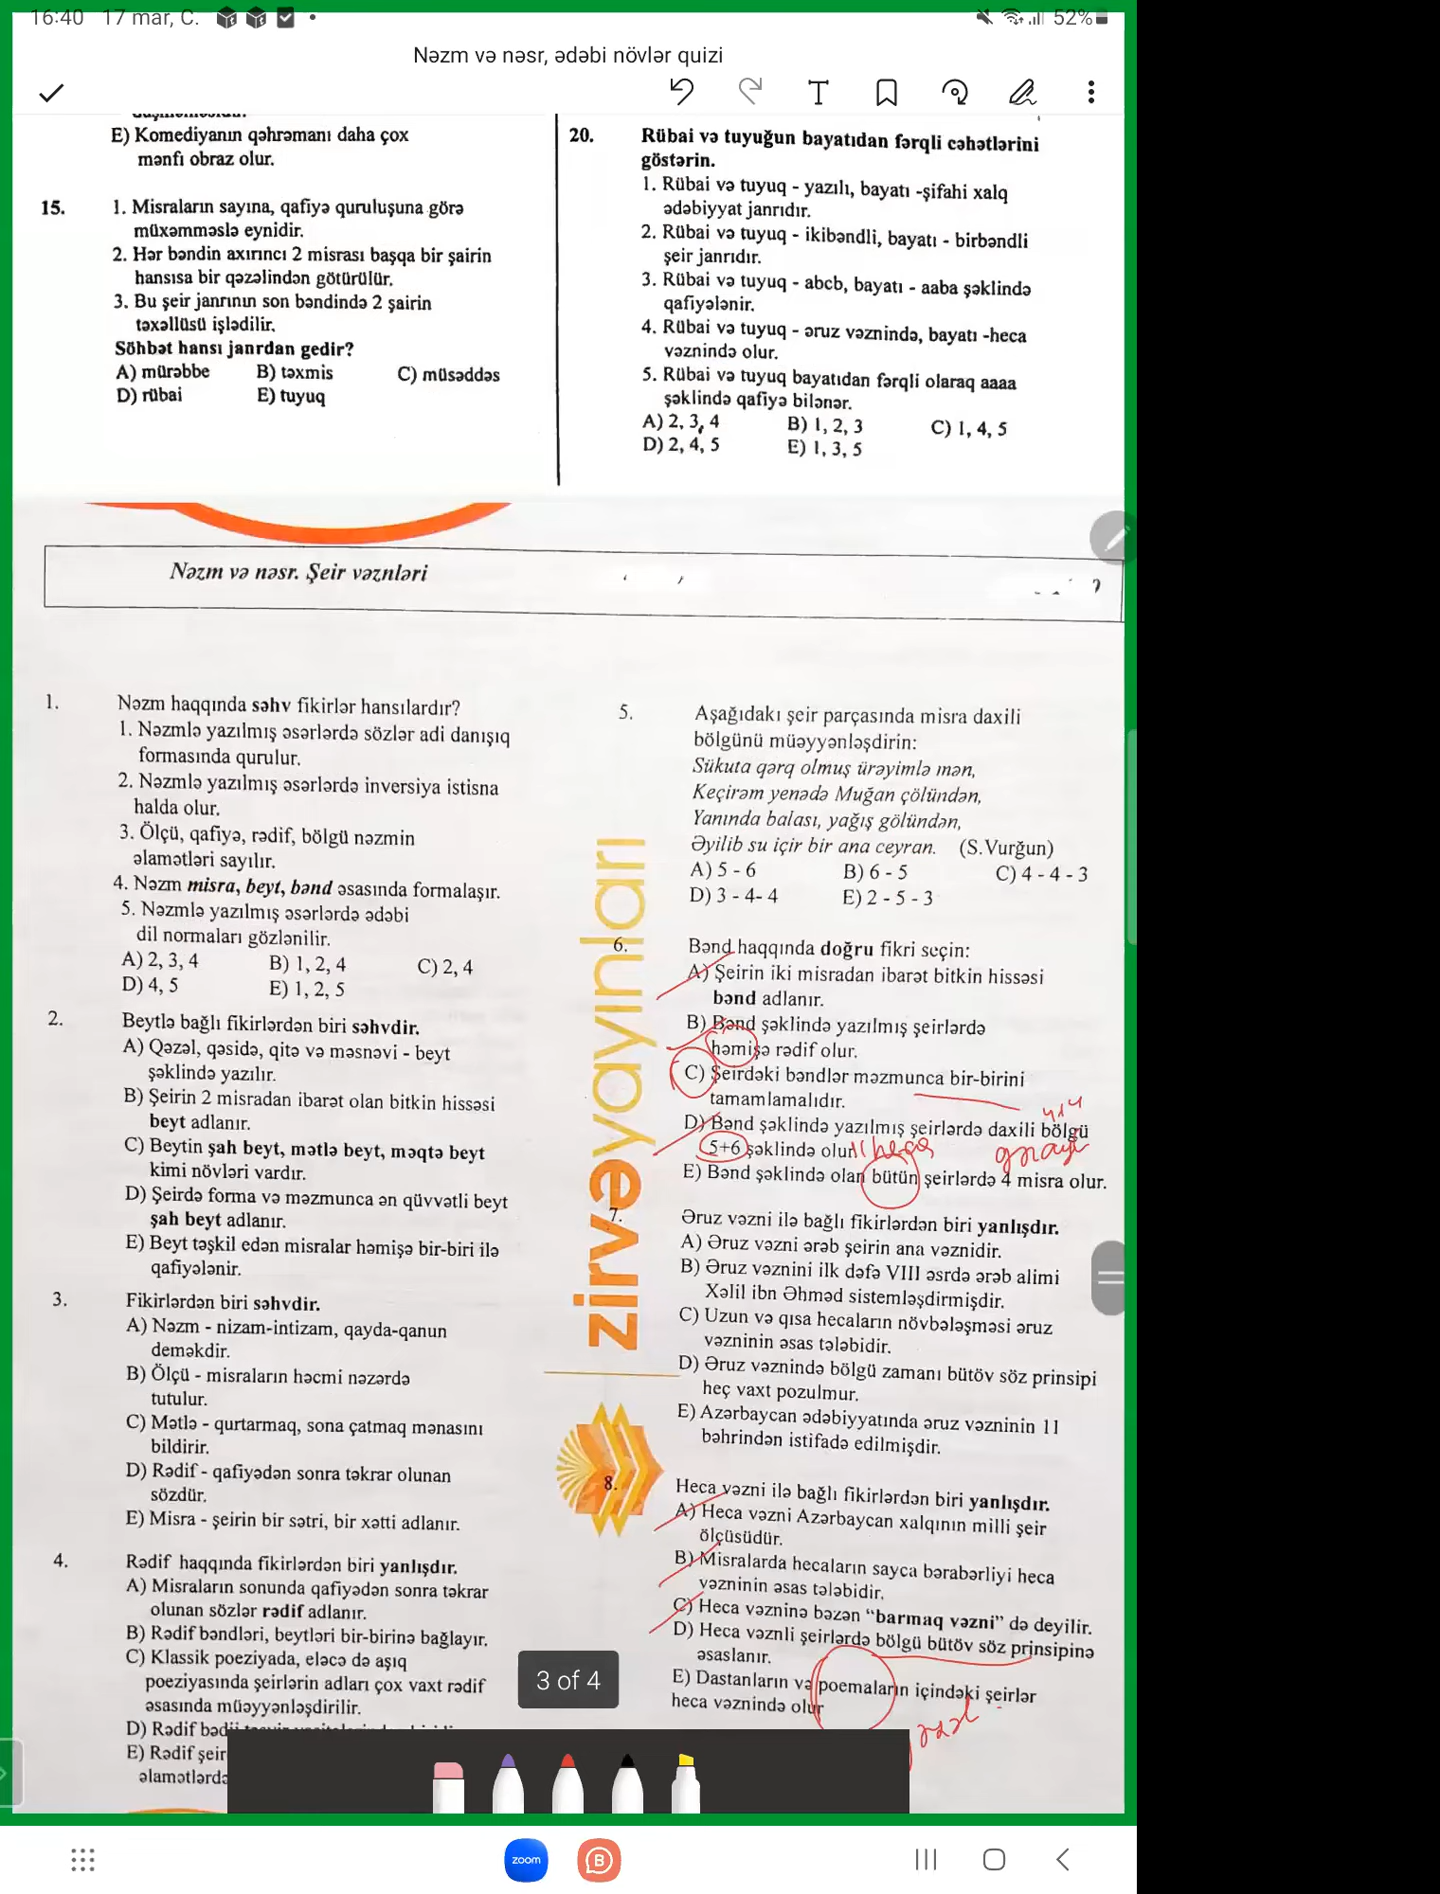 16:40 17 mar, C.
52%
Nəzm və nəsr, ədəbi növlər quizi
E) Komediyanın qəhrəmanı daha çox
mənfi obraz olur.
15. 1. Misraların sayına, qafiyə quruluşuna görə
müxəmməslə eynidir.
2. Hər bəndin axırıncı 2 misrası başqa bir şairin
hansısa bir qəzəlindən götürülür.
3. Bu şeir janrının son bəndində 2 şairin
təxəllüsü işlədilir.
Söhbət hansı janrdan gedir?
A) mürəbbe B) təxmis C) müsəddəs
D) rübai E) tuyuq
20. Rübai və tuyuğun bayatıdan fərqli cəhətlərini
göstərin.
1. Rübai və tuyuq - yazılı, bayatı -şifahi xalq
ədəbiyyat janrıdır.
2. Rübai və tuyuq - ikibəndli, bayatı - birbəndli
şeir janrıdır.
3. Rübai və tuyuq - abcb, bayatı - aaba şəklində
qafiyələnir.
4. Rübai və tuyuq - əruz vəznində, bayatı -heca
vəznində olur.
5. Rübai və tuyuq bayatıdan fərqli olaraq aaaa
şəklində qafiyə bilənər.
A) 2, 3, 4 B) 1, 2, 3 C) 1, 4, 5
D) 2, 4, 5 E) 1, 3, 5
Nəzm və nəsr. Şeir vəznləri
1. Nəzm haqqında səhv fikirlər hansılardır?
1. Nəzmlə yazılmış əsərlərdə sözlər adi danışıq
formasında qurulur.
2. Nəzmlə yazılmış əsərlərdə inversiya istisna
halda olur.
3. Ölçü, qafiyə, rədif, bölgü nəzmin
əlamətləri sayılır.
4. Nəzm misra, beyt, bənd əsasında formalaşır.
5. Nəzmlə yazılmış əsərlərdə ədəbi
dil normaları gözlənilir.
A) 2, 3, 4 B) 1, 2, 4 C) 2, 4
D) 4, 5 E) 1, 2, 5
2. Beytlə bağlı fikirlərdən biri səhvdir.
A) Qəzəl, qəsidə, qitə və məsnəvi - beyt
şəklində yazılır.
B) Şeirin 2 misradan ibarət olan bitkin hissəsi
beyt adlanır.
C) Beytin şah beyt, mətlə beyt, məqtə beyt
kimi növləri vardır.
D) Şeirdə forma və məzmunca ən qüvvətli beyt
şah beyt adlanır.
E) Beyt təşkil edən misralar həmişə bir-biri ilə
qafiyələnir.
3. Fikirlərdən biri səhvdir.
A) Nəzm - nizam-intizam, qayda-qanun
deməkdir.
B) Ölçü - misraların həcmi nəzərdə
tutulur.
C) Mətlə - qurtarmaq, sona çatmaq mənasını
bildirir.
D) Rədif - qafiyədən sonra təkrar olunan
sözdür.
E) Misra - şeirin bir sətri, bir xətti adlanır.
4. Rədif haqqında fikirlərdən biri yanlışdır.
A) Misraların sonunda qafiyədən sonra təkrar
olunan sözlər rədif adlanır.
B) Rədif bəndləri, beytləri bir-birinə bağlayır.
C) Klassik poeziyada, eləcə də aşıq
poeziyasında şeirlərin adları çox vaxt rədif
əsasında müəyyənləşdirilir.
D) Rədif bədii
E) Rədif şeir
əlamətlərdə
zirvəyayınları
5. Aşağıdakı şeir parçasında misra daxili
bölgünü müəyyənləşdirin:
Sükuta qərq olmuş ürəyimlə mən,
Keçirəm yenədə Muğan çölündən,
Yanında balası, yağış gölündən,
Əyilib su içir bir ana ceyran. (S.Vurğun)
A) 5 - 6 B) 6 - 5 C) 4 - 4 - 3
D) 3 - 4- 4 E) 2 - 5 - 3
6. Bənd haqqında doğru fikri seçin:
A) Şeirin iki misradan ibarət bitkin hissəsi
bənd adlanır.
B) Bənd şəklində yazılmış şeirlərdə
həmişə rədif olur.
C) Şeirdəki bəndlər məzmunca bir-birini
tamamlamalıdır.
4+4
D) Bənd şəklində yazılmış şeirlərdə daxili bölgü
5+6 şəklində olur. 11 heca gəraylı
E) Bənd şəklində olan bütün şeirlərdə 4 misra olur.
7. Əruz vəzni ilə bağlı fikirlərdən biri yanlışdır.
A) Əruz vəzni ərəb şeirin ana vəznidir.
B) Əruz vəznini ilk dəfə VIII əsrdə ərəb alimi
Xəlil ibn Əhməd sistemləşdirmişdir.
C) Uzun və qısa hecaların növbələşməsi əruz
vəzninin əsas tələbidir.
D) Əruz vəznində bölgü zamanı bütöv söz prinsipi
heç vaxt pozulmur.
E) Azərbaycan ədəbiyyatında əruz vəzninin 11
bəhrindən istifadə edilmişdir.
8. Heca vəzni ilə bağlı fikirlərdən biri yanlışdır.
A) Heca vəzni Azərbaycan xalqının milli şeir
ölçüsüdür.
B) Misralarda hecaların sayca bərabərliyi heca
vəzninin əsas tələbidir.
C) Heca vəzninə bəzən "barmaq vəzni" də deyilir.
D) Heca vəznli şeirlərdə bölgü bütöv söz prinsipinə
əsaslanır.
E) Dastanların və poemaların içindəki şeirlər
heca vəznində olur
3 of 4
zoom
B